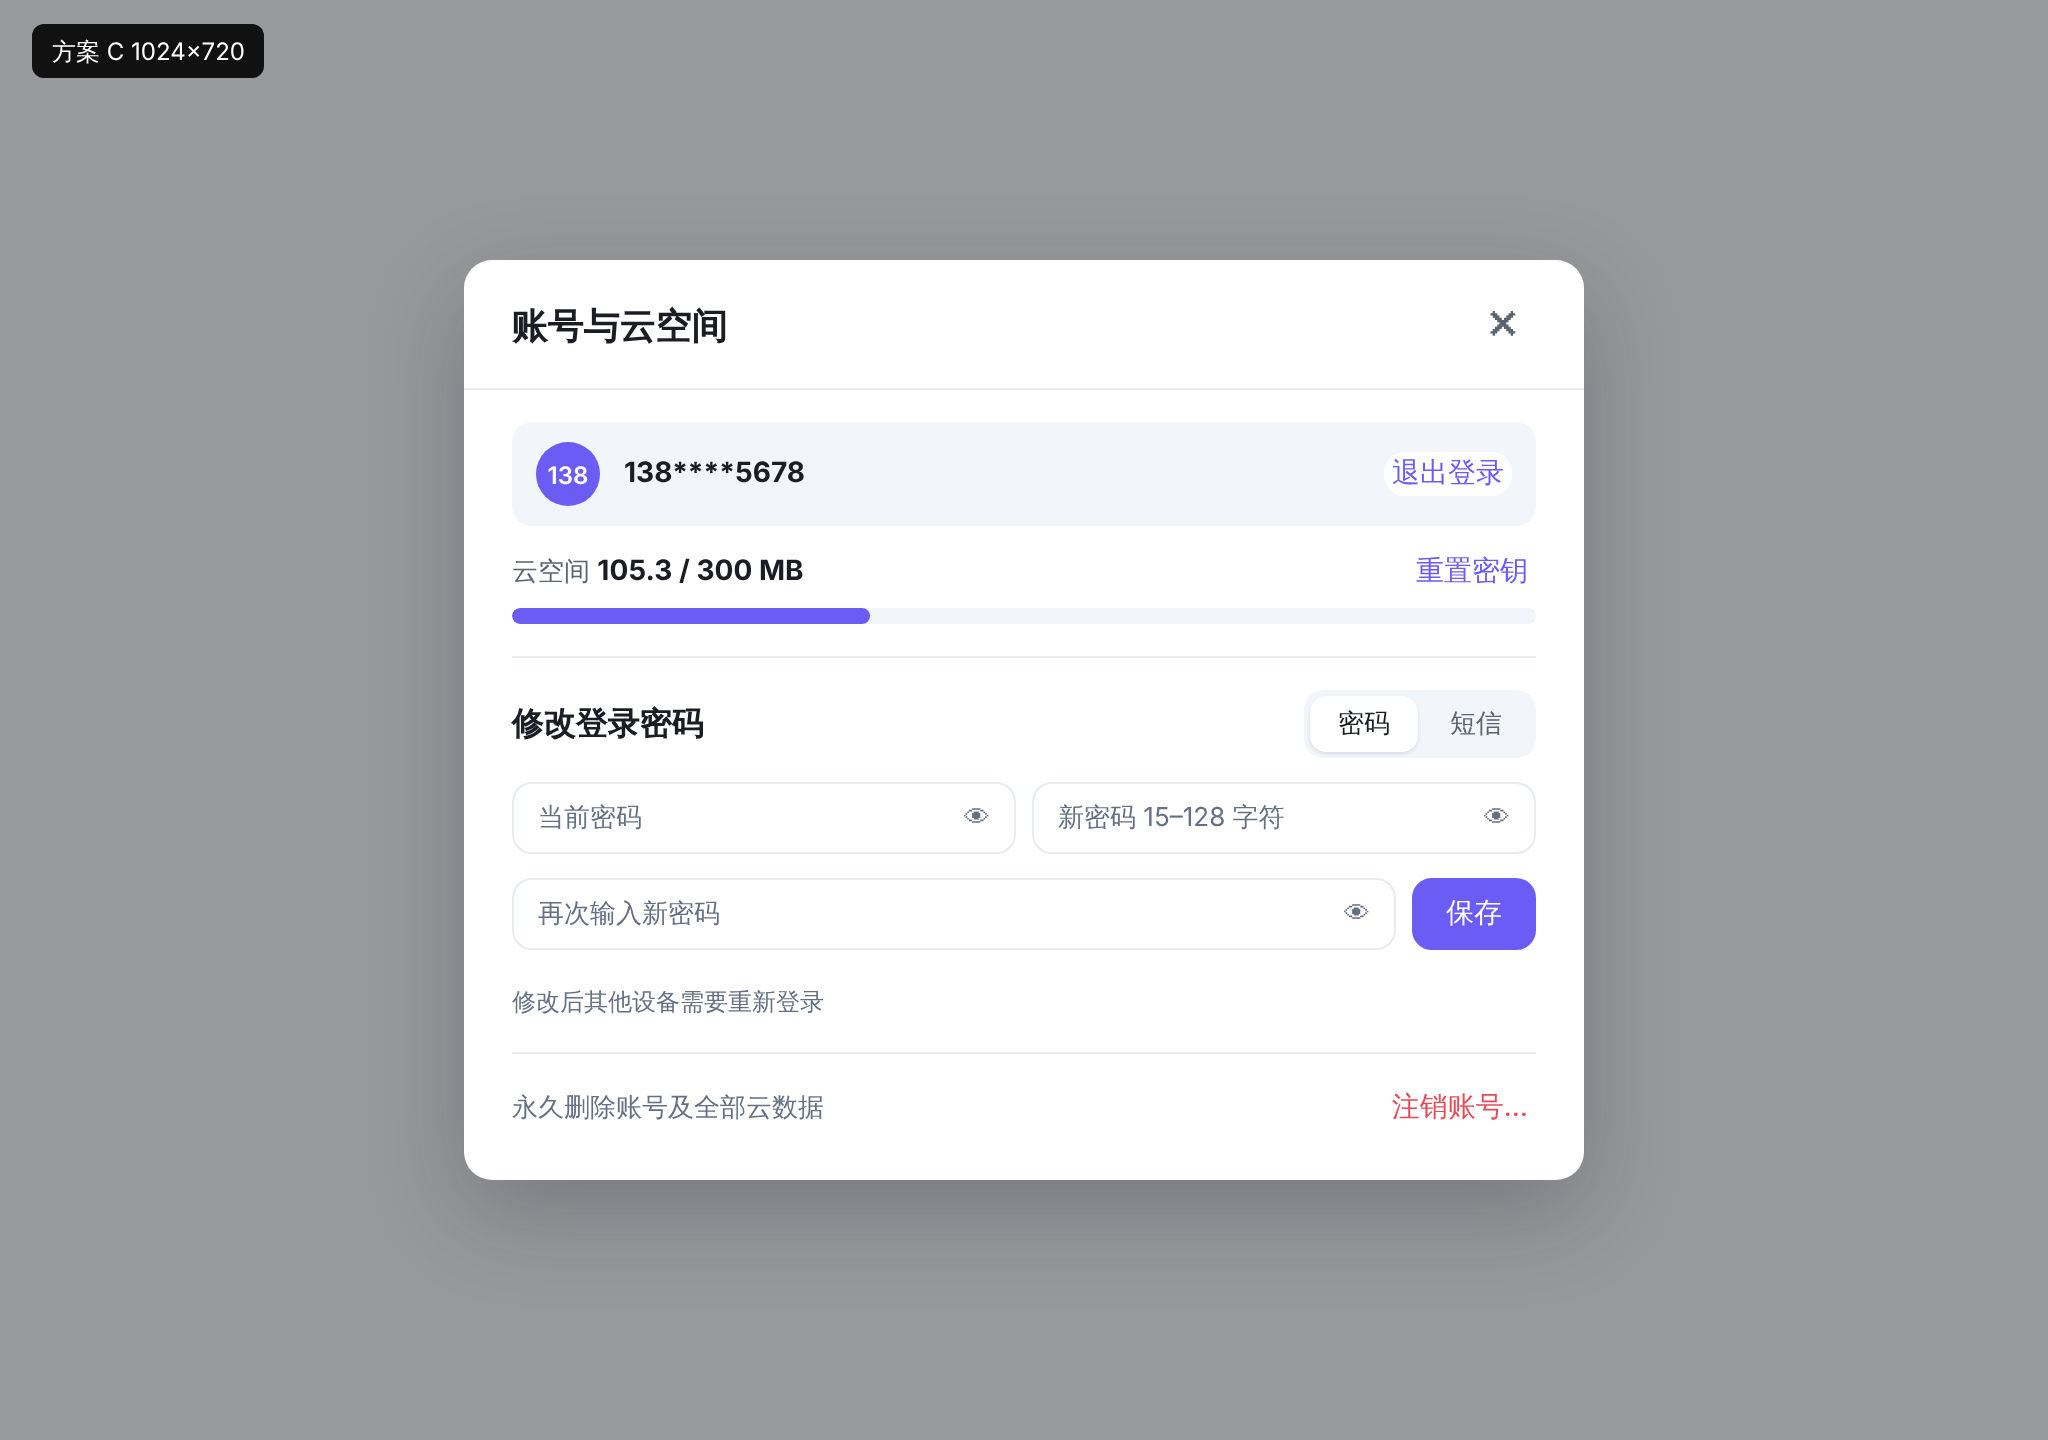 方案 C 1024×720
账号与云空间
138 138****5678 退出登录
云空间 105.3 / 300 MB 重置密钥
修改登录密码 密码 短信
当前密码 新密码 15–128 字符
再次输入新密码 保存
修改后其他设备需要重新登录
永久删除账号及全部云数据 注销账号...